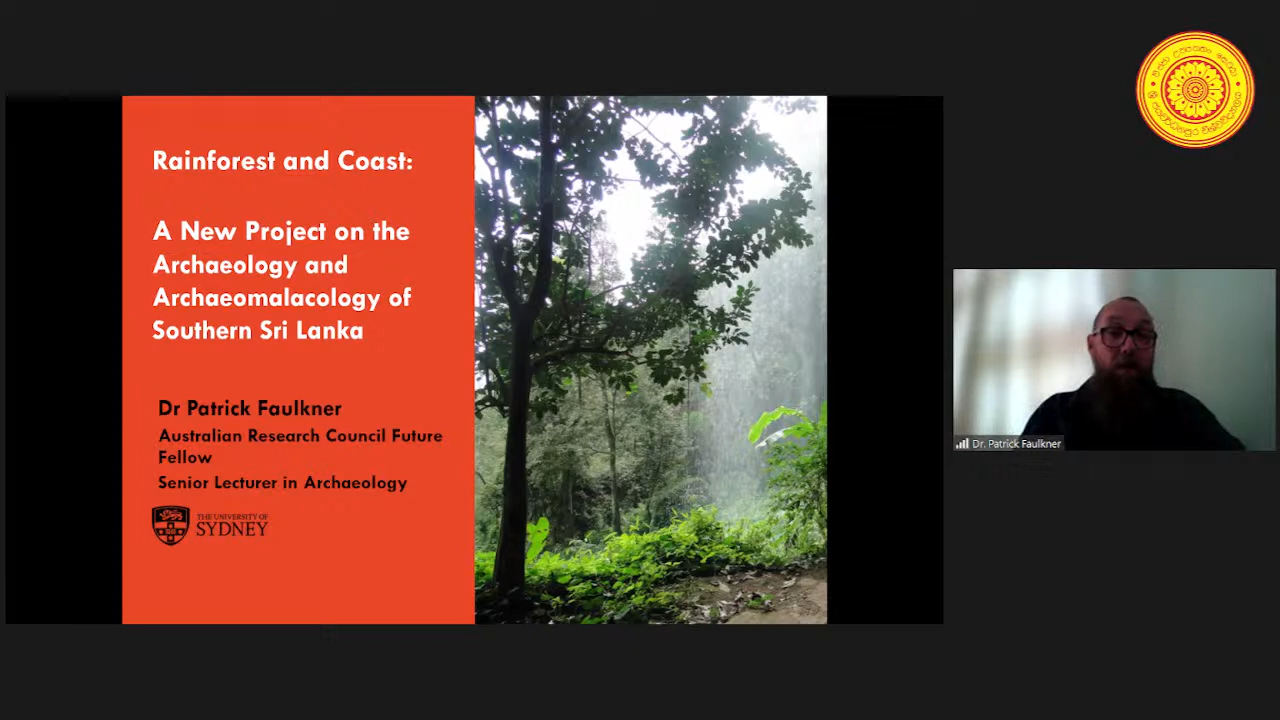 Rainforest and Coast:
A New Project on the
Archaeology and
Archaeomalacology of
Southern Sri Lanka
Dr Patrick Faulkner
Australian Research Council Future
Fellow
Senior Lecturer in Archaeology
THE UNIVERSITY OF
SYDNEY
Dr. Patrick Faulkner